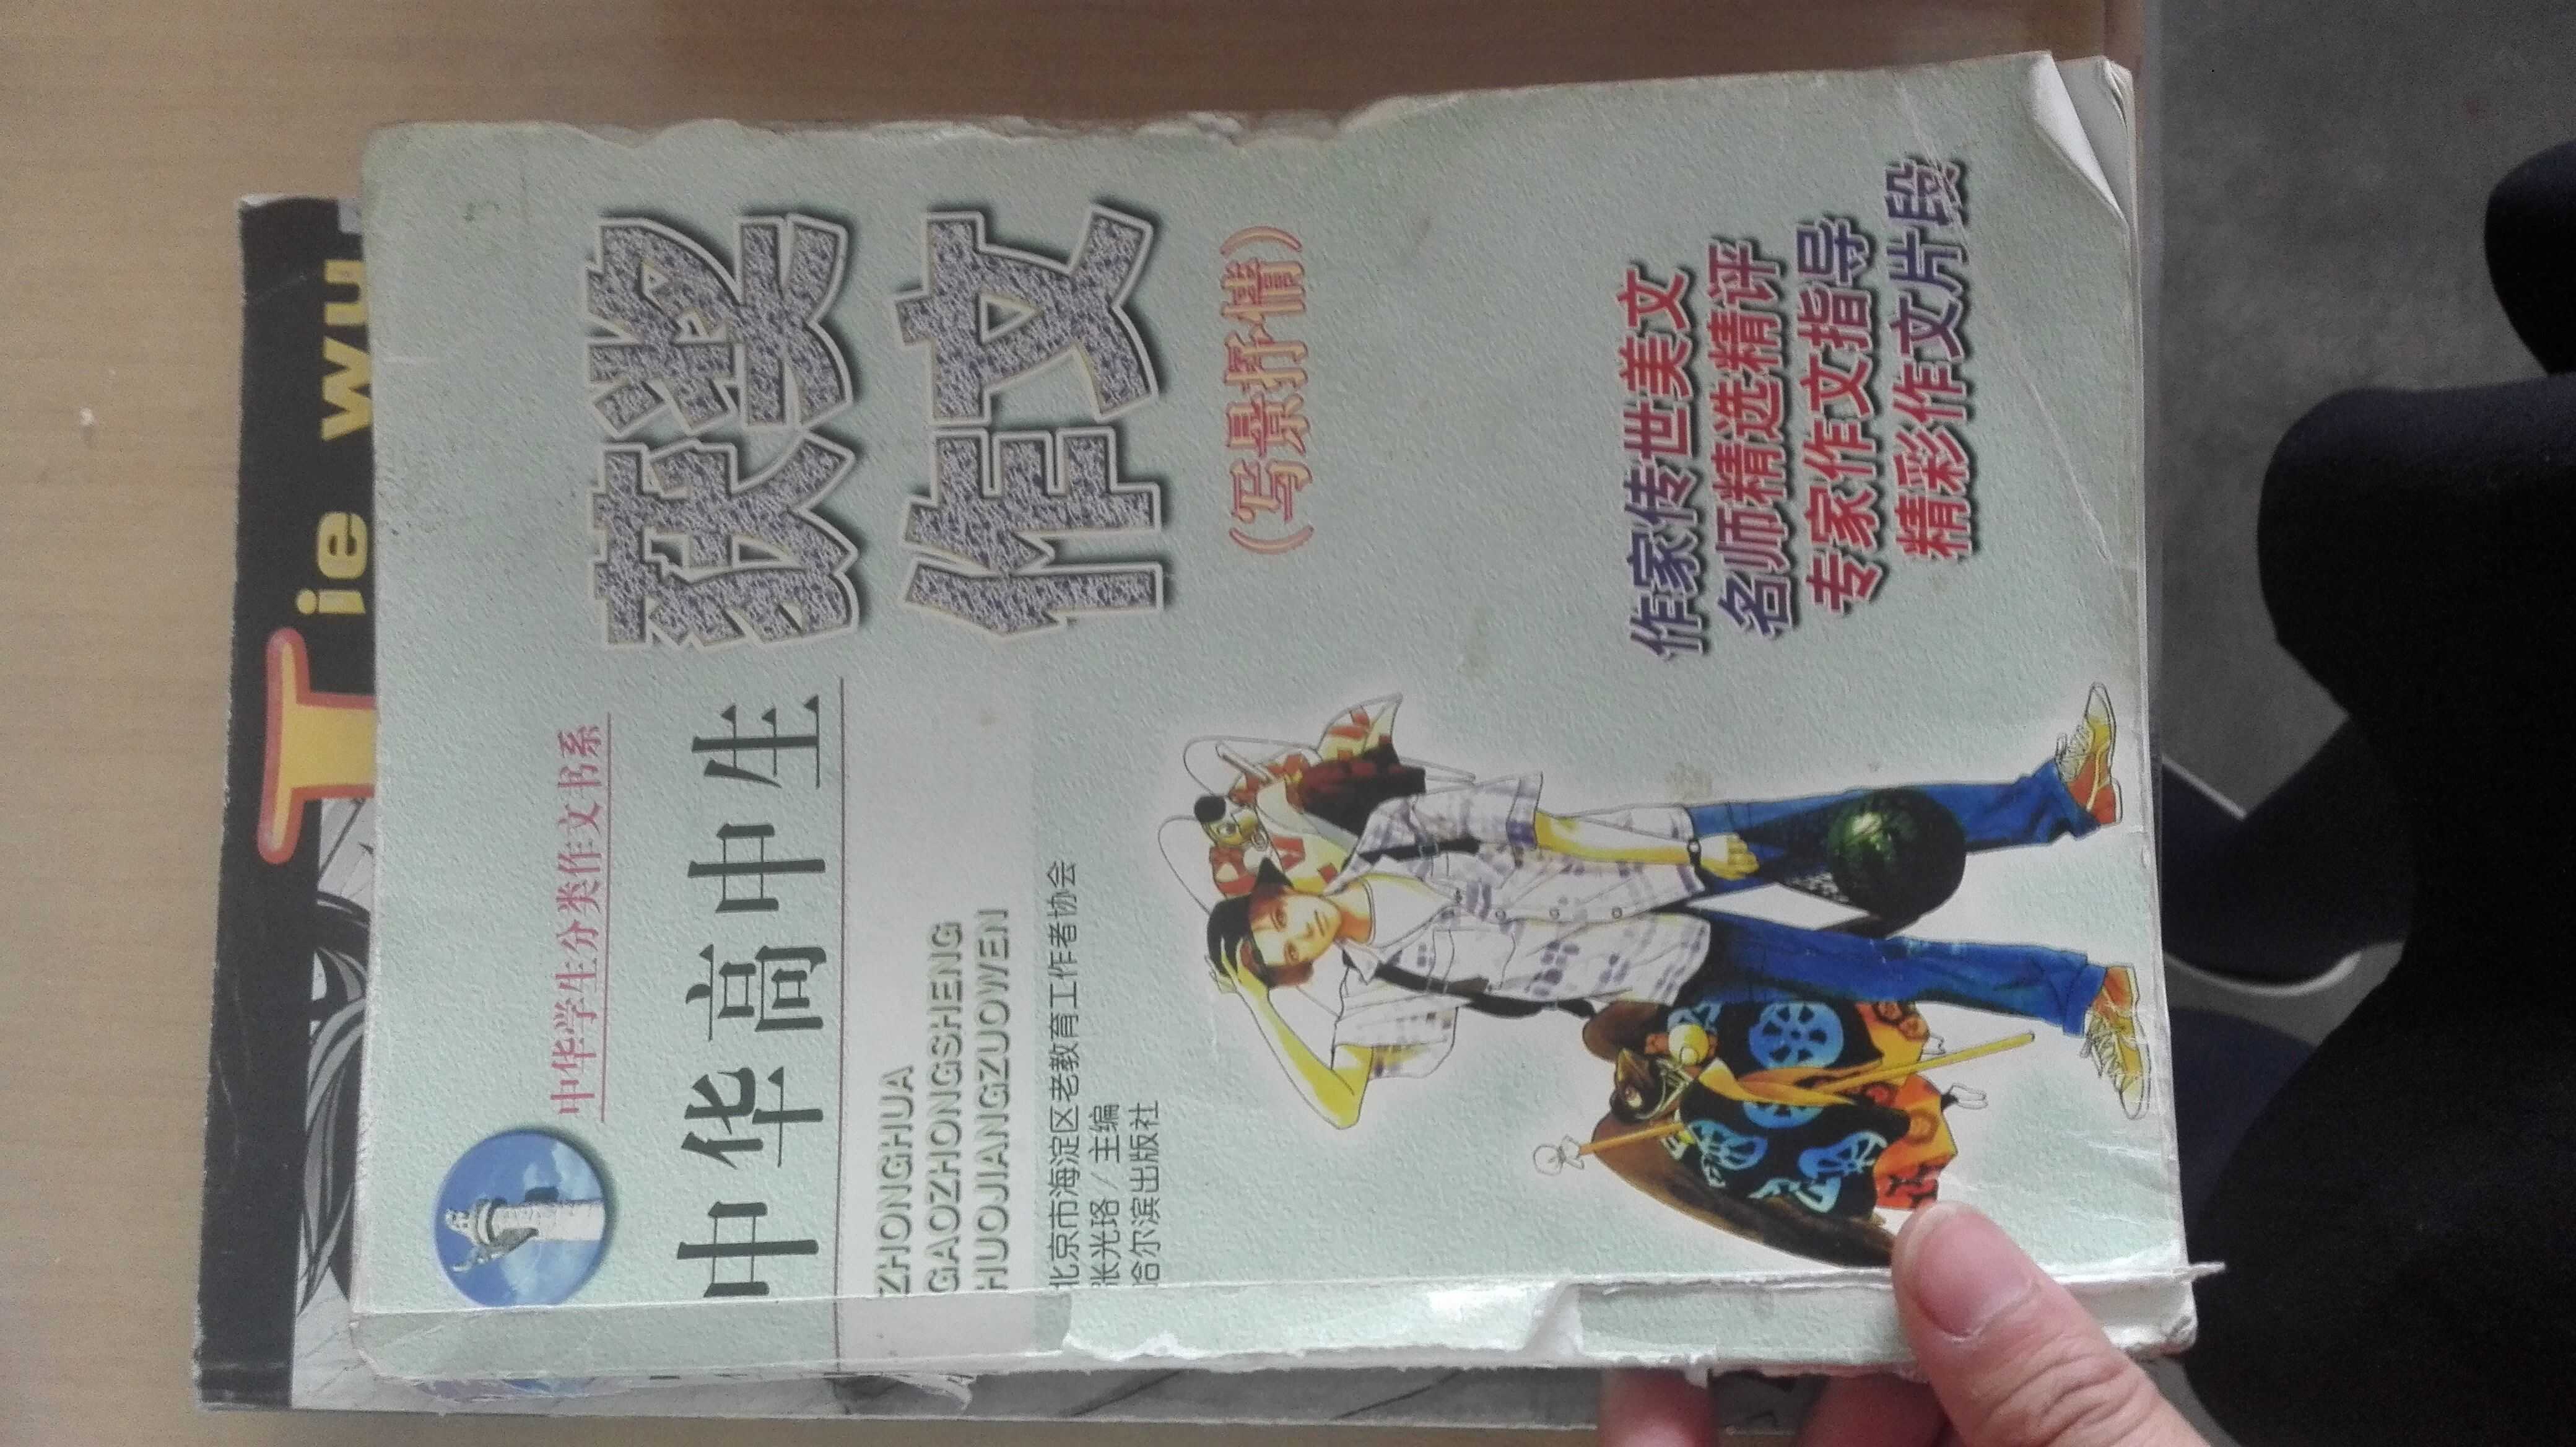 中华学生分类作文书系
中华高中生
获奖
作文
(写景抒情)
ZHONGHUA
GAOZHONGSHENG
HUOJIANGZUOWEN
北京市海淀区老教育工作者协会
张光珞/主编
哈尔滨出版社
作家传世美文
名师精选精评
专家作文指导
精彩作文片段
Jie wu